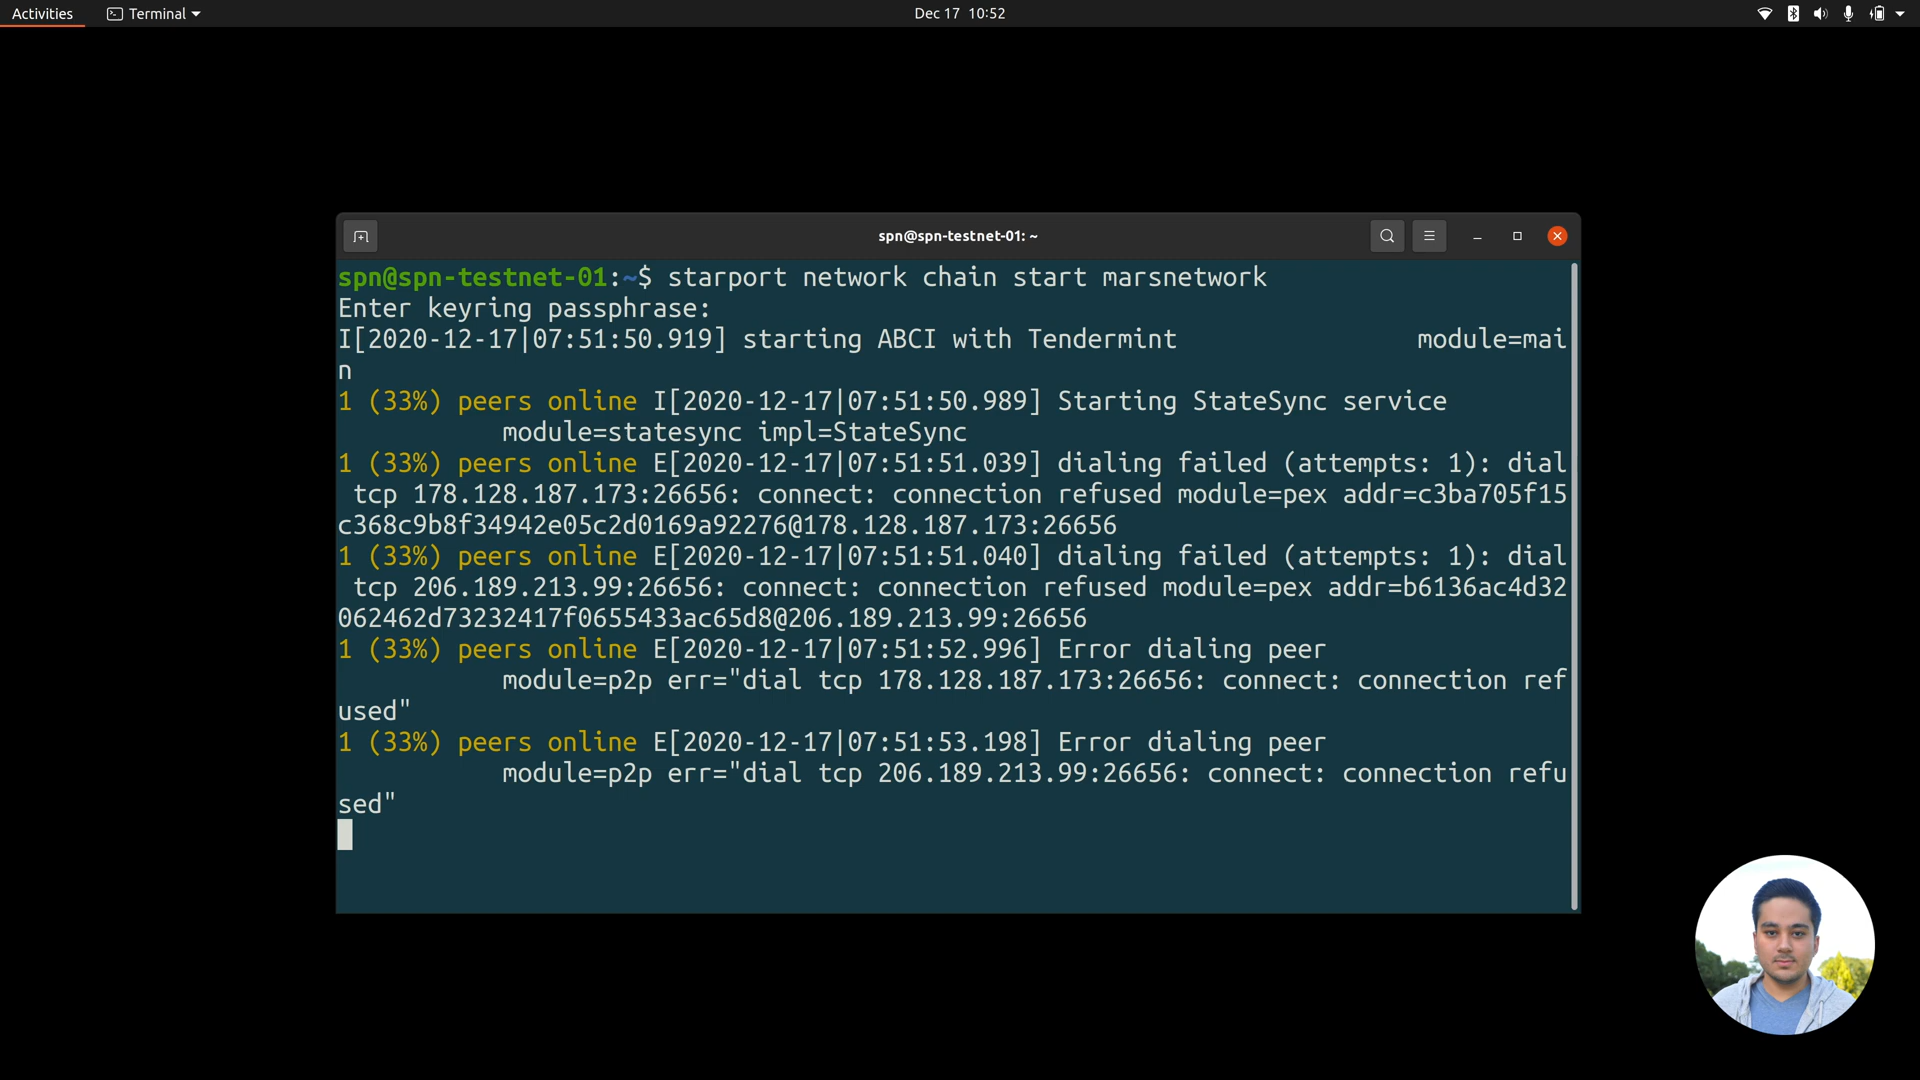 Activities
Terminal
Dec 17 10:52
spn@spn-testnet-01: ~
spn@spn-testnet-01:~$ starport network chain start marsnetwork
Enter keyring passphrase:
I[2020-12-17|07:51:50.919] starting ABCI with Tendermint module=mai
n
1 (33%) peers online I[2020-12-17|07:51:50.989] Starting StateSync service
module=statesync impl=StateSync
1 (33%) peers online E[2020-12-17|07:51:51.039] dialing failed (attempts: 1): dial
tcp 178.128.187.173:26656: connect: connection refused module=pex addr=c3ba705f15
c368c9b8f34942e05c2d0169a92276@178.128.187.173:26656
1 (33%) peers online E[2020-12-17|07:51:51.040] dialing failed (attempts: 1): dial
tcp 206.189.213.99:26656: connect: connection refused module=pex addr=b6136ac4d32
062462d73232417f0655433ac65d8@206.189.213.99:26656
1 (33%) peers online E[2020-12-17|07:51:52.996] Error dialing peer
module=p2p err="dial tcp 178.128.187.173:26656: connect: connection ref
used"
1 (33%) peers online E[2020-12-17|07:51:53.198] Error dialing peer
module=p2p err="dial tcp 206.189.213.99:26656: connect: connection refu
sed"